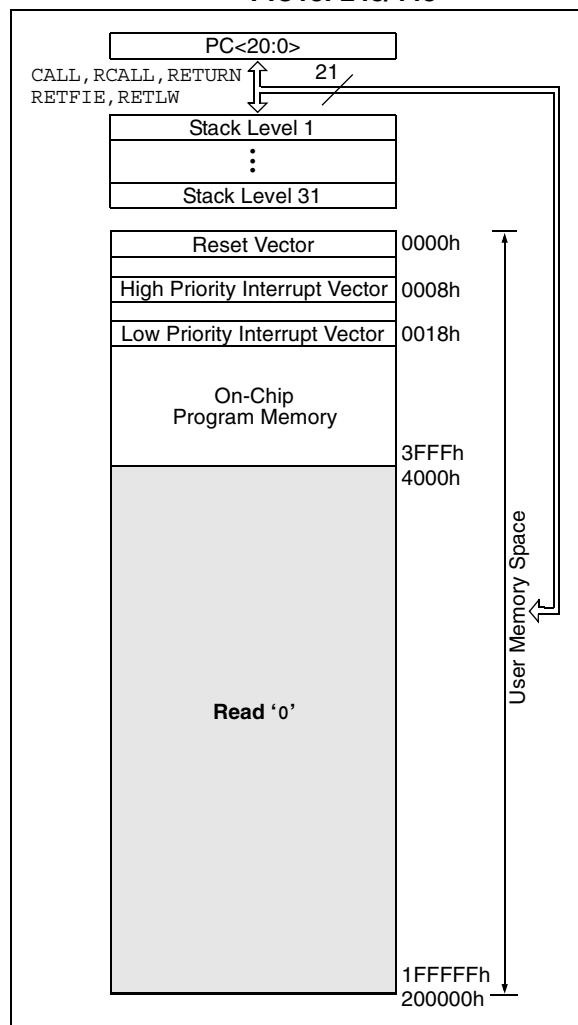 PC<20:0>
CALL,RCALL,RETURN
RETFIE,RETLW
21
Stack Level 1
Stack Level 31
Reset Vector
0000h
High Priority Interrupt Vector
0008h
Low Priority Interrupt Vector
0018h
On-Chip
Program Memory
3FFFh
4000h
User Memory Space
Read ‘0’
1FFFFFh
200000h